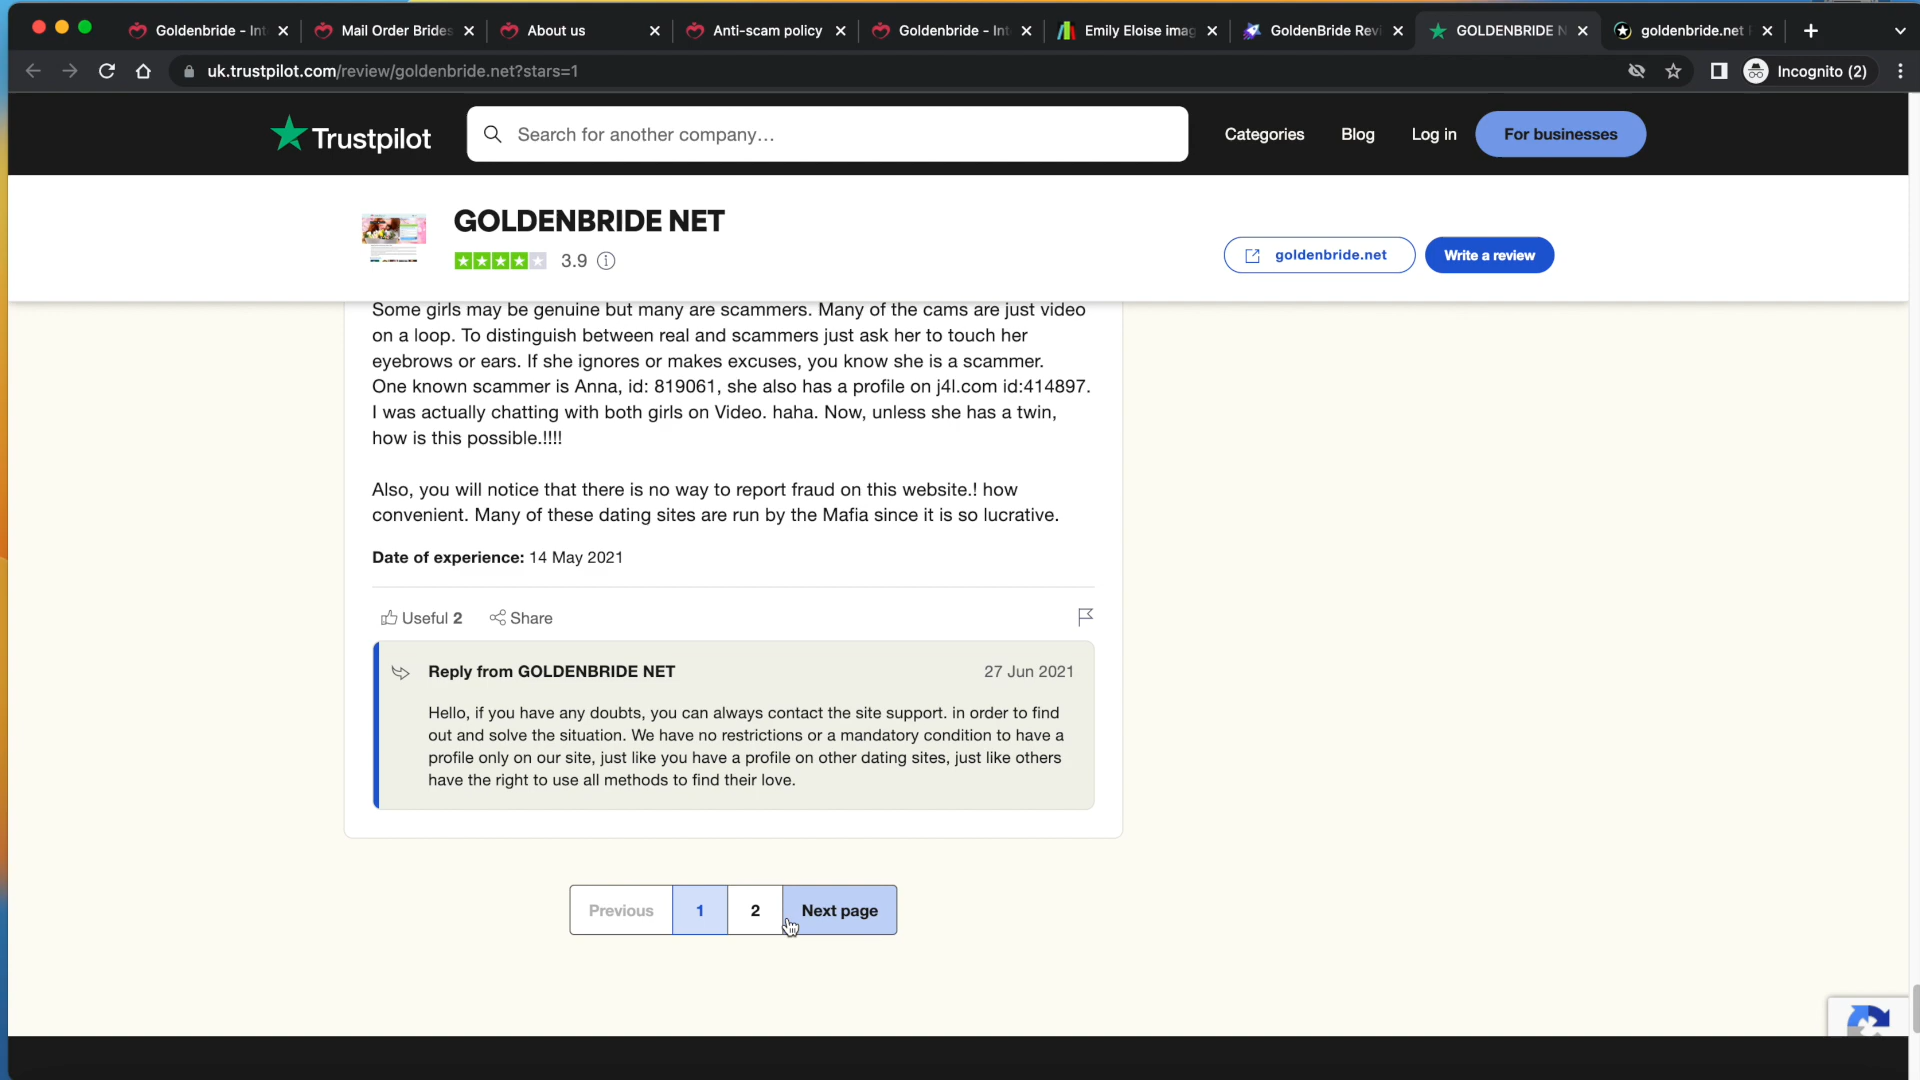 Goldenbride - Int
Mail Order Brides
About us
Anti-scam policy
Goldenbride - Int
Emily Eloise imag
GoldenBride Revi
GOLDENBRIDE N
goldenbride.net
uk.trustpilot.com/review/goldenbride.net?stars=1
Incognito (2)
Trustpilot
Search for another company…
Categories
Blog
Log in
For businesses
GOLDENBRIDE NET
3.9
goldenbride.net
Write a review
Some girls may be genuine but many are scammers. Many of the cams are just video
on a loop. To distinguish between real and scammers just ask her to touch her
eyebrows or ears. If she ignores or makes excuses, you know she is a scammer.
One known scammer is Anna, id: 819061, she also has a profile on j4l.com id:414897.
I was actually chatting with both girls on Video. haha. Now, unless she has a twin,
how is this possible.!!!!
Also, you will notice that there is no way to report fraud on this website.! how
convenient. Many of these dating sites are run by the Mafia since it is so lucrative.
Date of experience: 14 May 2021
Useful 2
Share
Reply from GOLDENBRIDE NET
27 Jun 2021
Hello, if you have any doubts, you can always contact the site support. in order to find
out and solve the situation. We have no restrictions or a mandatory condition to have a
profile only on our site, just like you have a profile on other dating sites, just like others
have the right to use all methods to find their love.
Previous
1
2
Next page